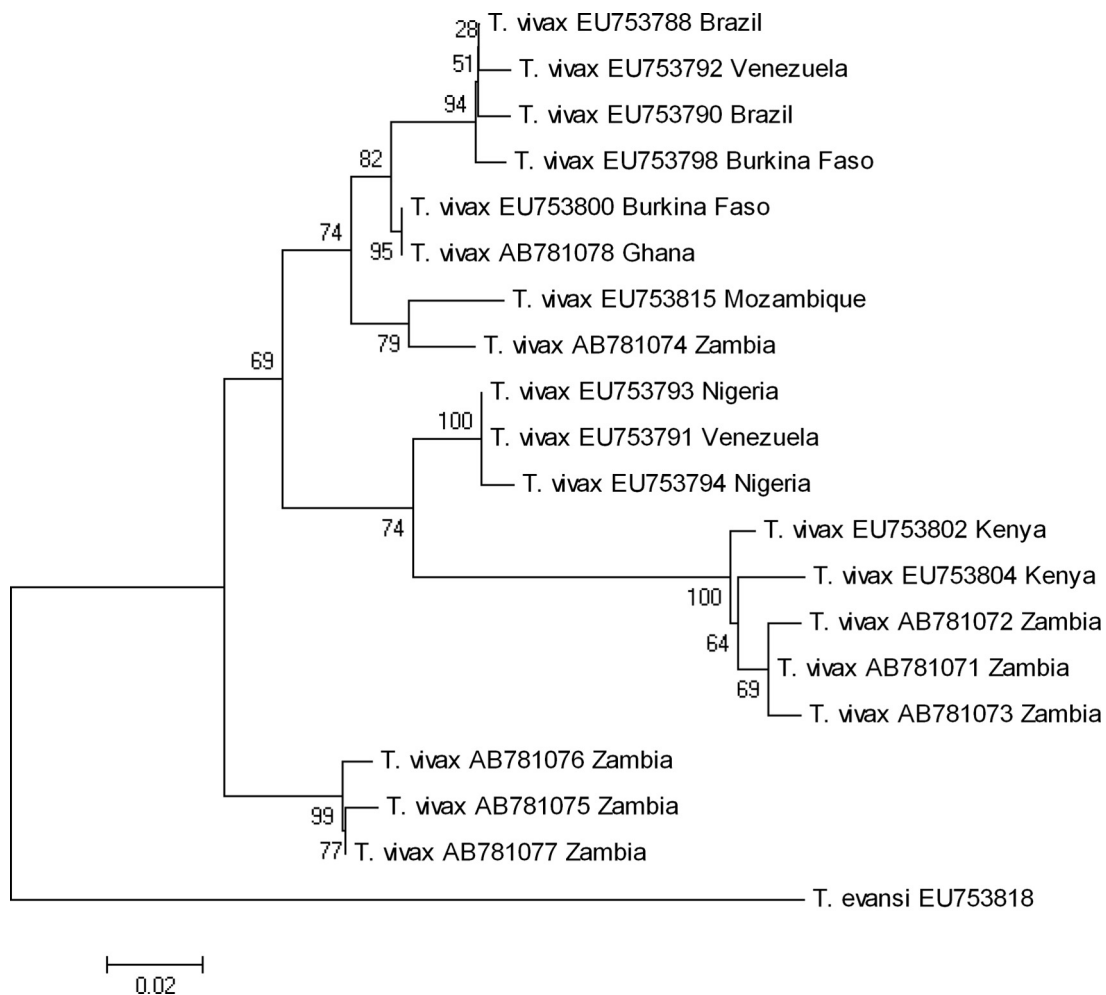 28
T. vivax EU753788 Brazil
51
T. vivax EU753792 Venezuela
94
T. vivax EU753790 Brazil
82
T. vivax EU753798 Burkina Faso
T. vivax EU753800 Burkina Faso
74
95
T. vivax AB781078 Ghana
T. vivax EU753815 Mozambique
79
T. vivax AB781074 Zambia
69
T. vivax EU753793 Nigeria
100
T. vivax EU753791 Venezuela
T. vivax EU753794 Nigeria
74
T. vivax EU753802 Kenya
T. vivax EU753804 Kenya
100
T. vivax AB781072 Zambia
64
T. vivax AB781071 Zambia
69
T. vivax AB781073 Zambia
T. vivax AB781076 Zambia
T. vivax AB781075 Zambia
99
77
T. vivax AB781077 Zambia
T. evansi EU753818
0.02